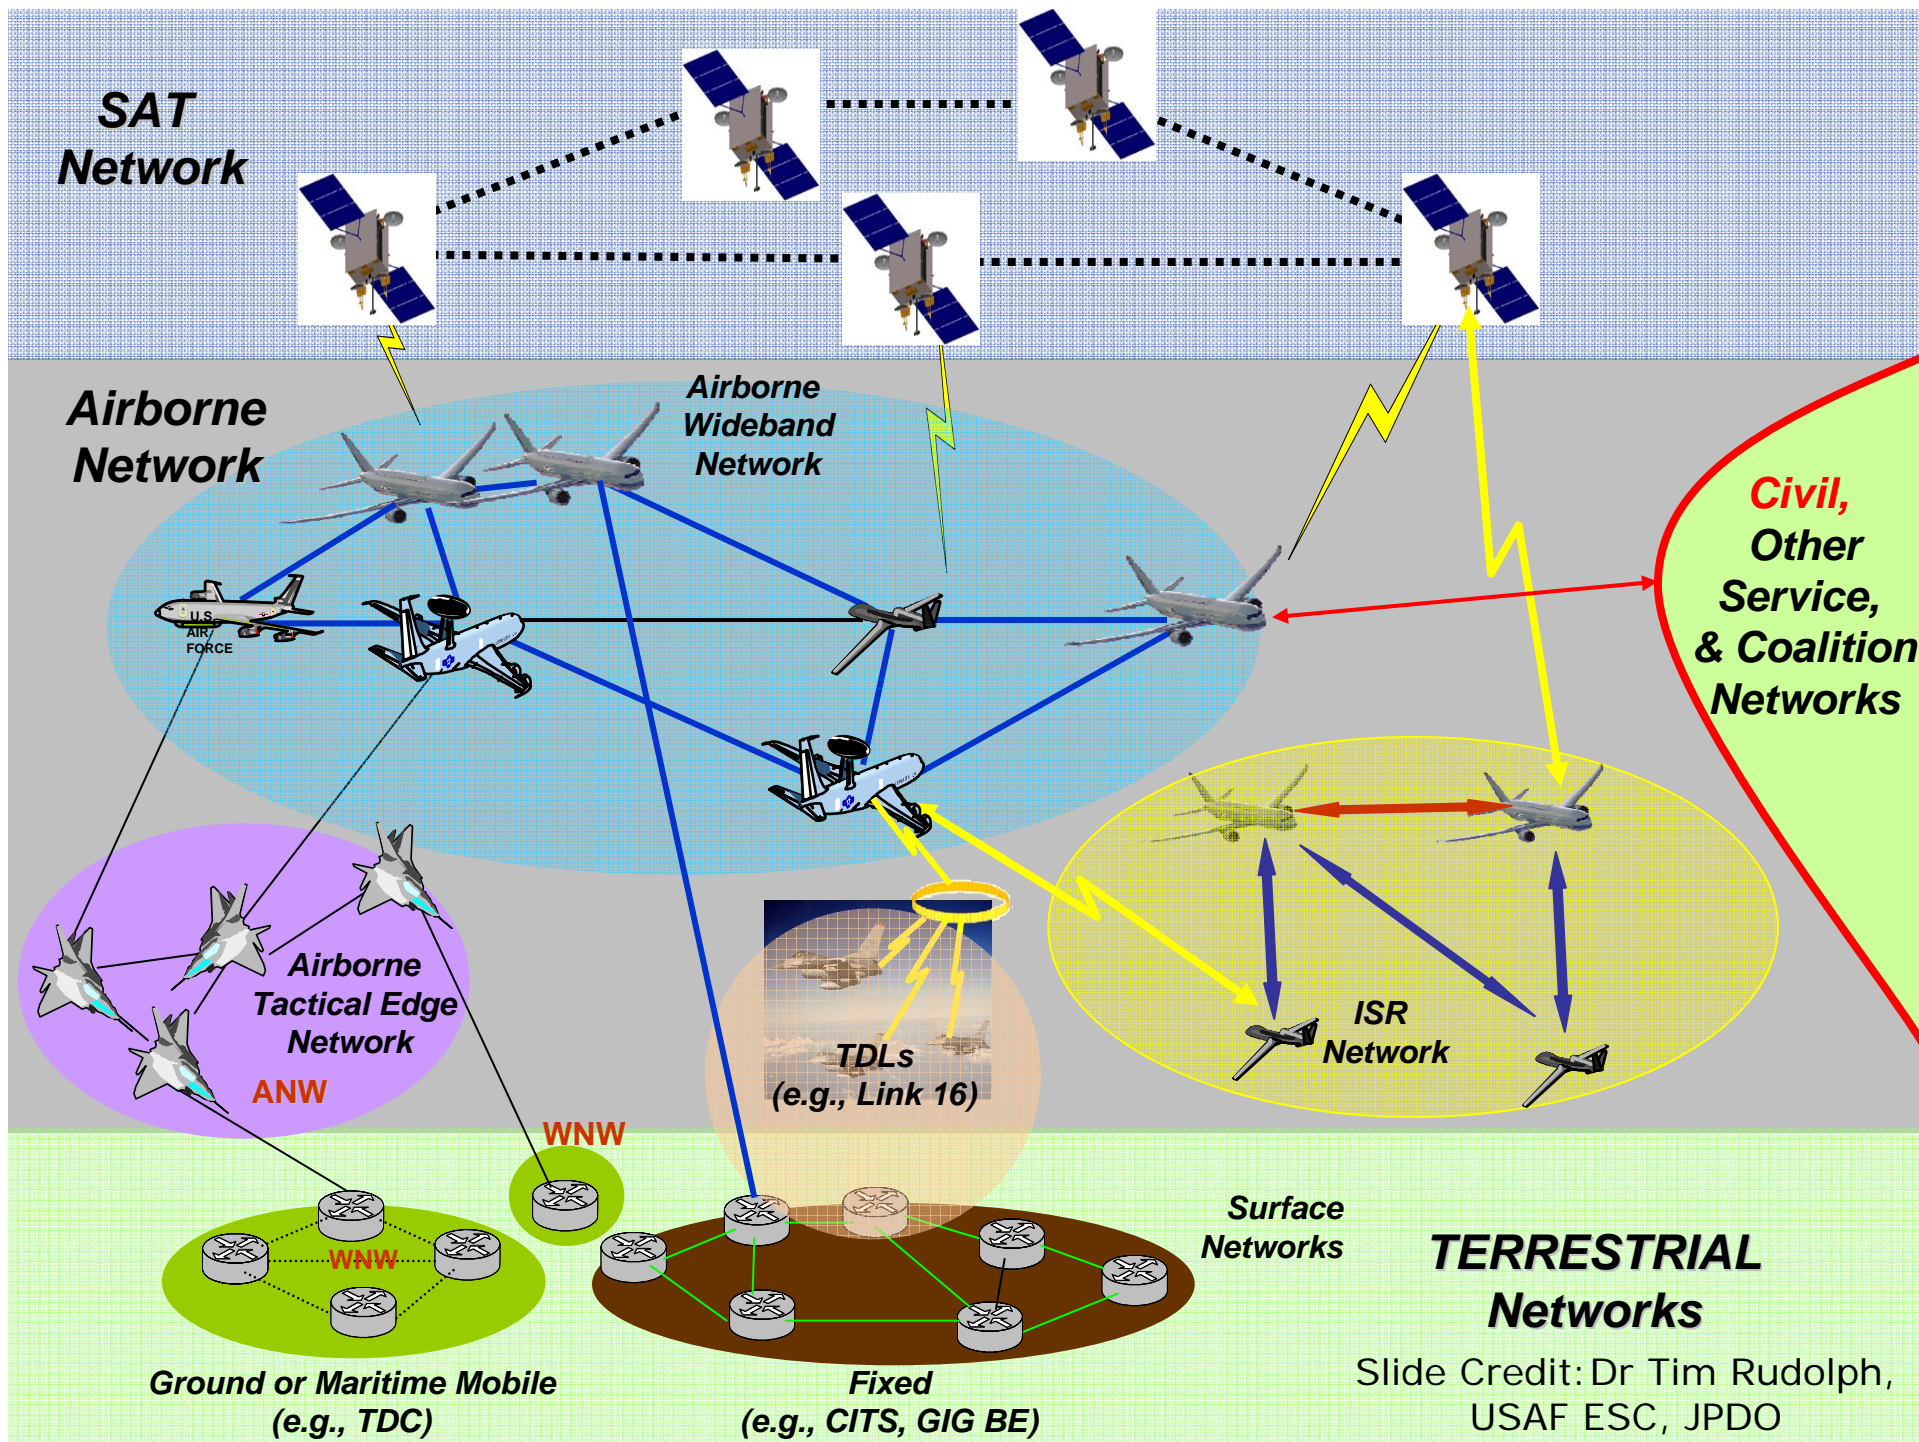 SAT
Network
Airborne
Network
Airborne
Wideband
Network
Civil,
Other
Service,
& Coalition
Networks
U.S.
AIR
FORCE
Airborne
Tactical Edge
Network
ANW
TDLs
(e.g., Link 16)
ISR
Network
WNW
WNW
Surface
Networks
TERRESTRIAL
Networks
Ground or Maritime Mobile
(e.g., TDC)
Fixed
(e.g., CITS, GIG BE)
Slide Credit: Dr Tim Rudolph,
USAF ESC, JPDO